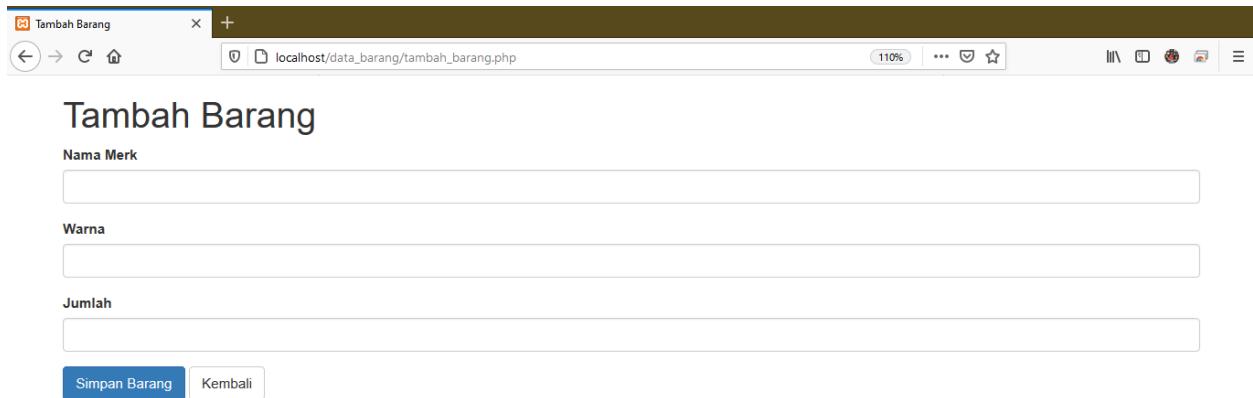 Tambah Barang
localhost/data_barang/tambah_barang.php
110%
Tambah Barang
Nama Merk
Warna
Jumlah
Simpan Barang Kembali